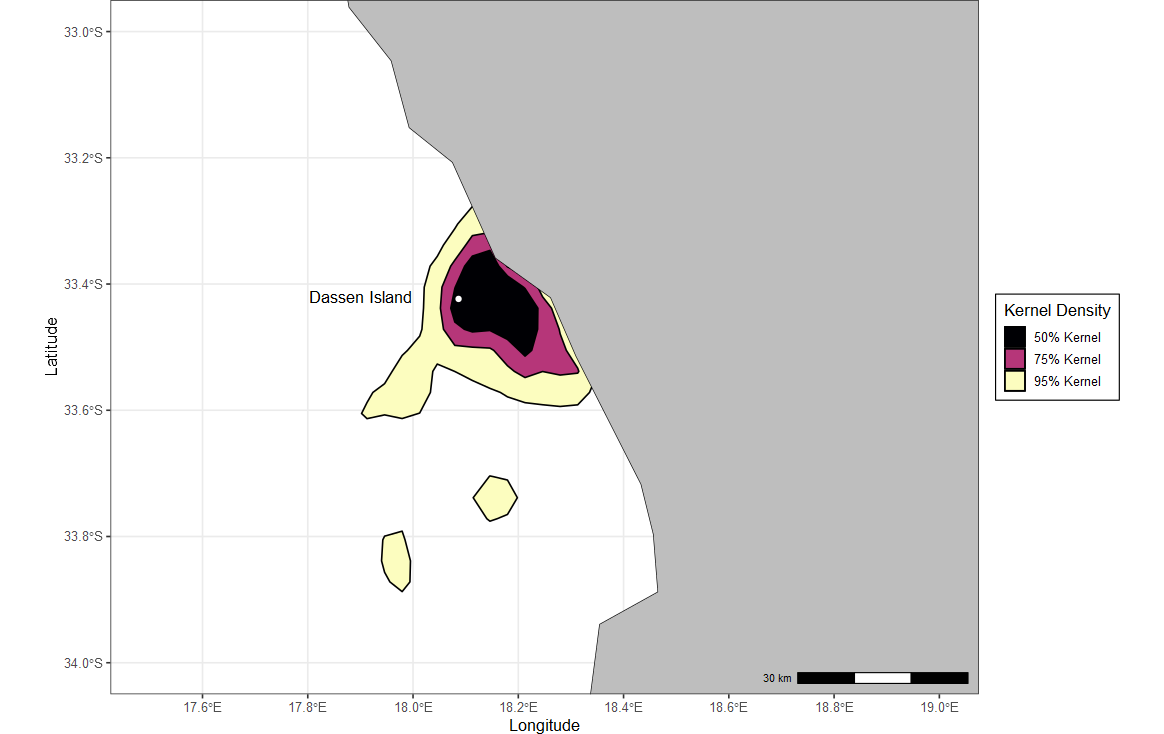 33.0°S
33.2°S
33.4°S
33.6°S
33.8°S
34.0°S
Latitude
Dassen Island
30 km
17.6°E 17.8°E 18.0°E 18.2°E 18.4°E 18.6°E 18.8°E 19.0°E
Longitude
Kernel Density
50% Kernel
75% Kernel
95% Kernel